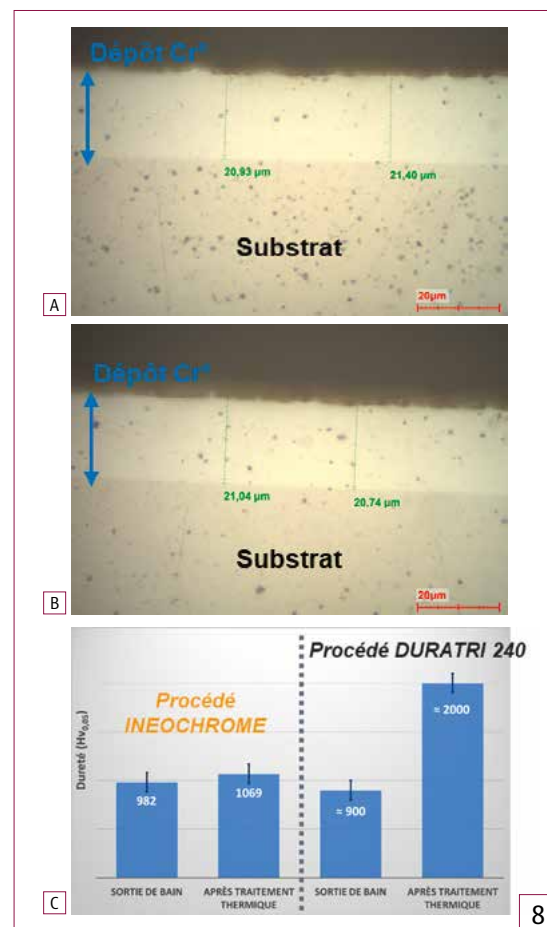 Dépôt Cr°
20,93 µm
21,40 µm
Substrat
20µm
A
Dépôt Cr°
21,04 µm
20,74 µm
Substrat
20µm
B
Procédé DURATRI 240
Procédé
INEOCHROME
Dureté (Hv0,05)
982
1069
≈ 900
≈ 2000
SORTIE DE BAIN
APRÈS TRAITEMENT
THERMIQUE
SORTIE DE BAIN
APRÈS TRAITEMENT
THERMIQUE
C
8